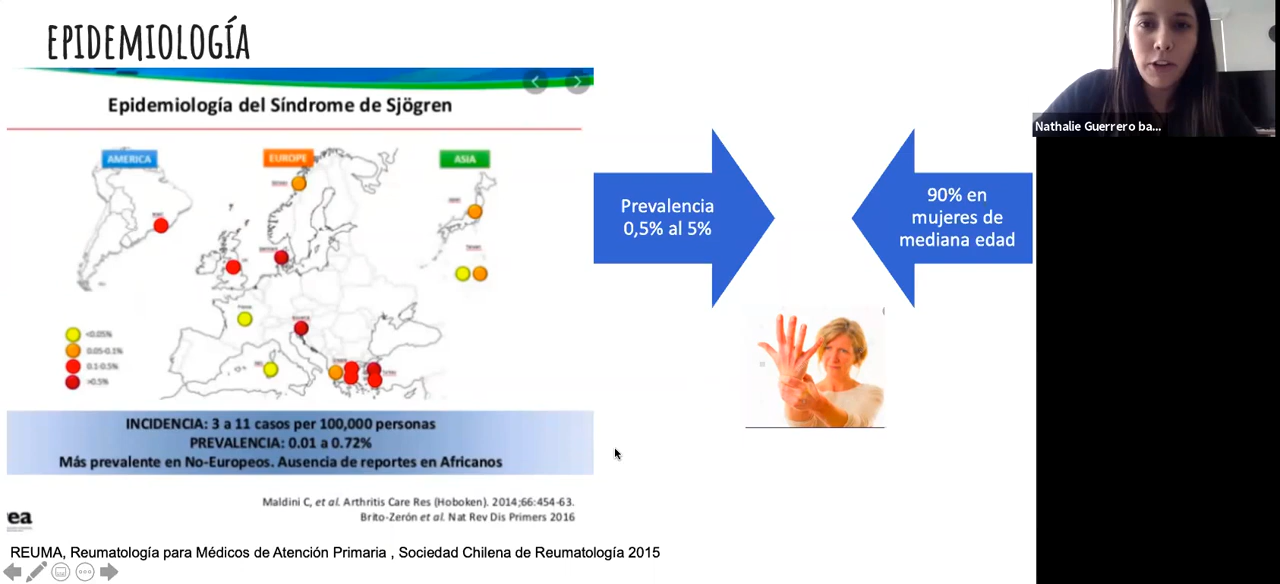 EPIDEMIOLOGÍA
Epidemiología del Síndrome de Sjögren
AMERICA
EUROPE
ASIA
<0.05%
0.05-0.1%
0.1-0.5%
>0.5%
INCIDENCIA: 3 a 11 casos per 100,000 personas
PREVALENCIA: 0.01 a 0.72%
Más prevalente en No-Europeos. Ausencia de reportes en Africanos
Maldini C, et al. Arthritis Care Res (Hoboken). 2014;66:454-63.
Brito-Zerón et al. Nat Rev Dis Primers 2016
ea
REUMA, Reumatología para Médicos de Atención Primaria , Sociedad Chilena de Reumatología 2015
Prevalencia
0,5% al 5%
90% en
mujeres de
mediana edad
Nathalie Guerrero ba...